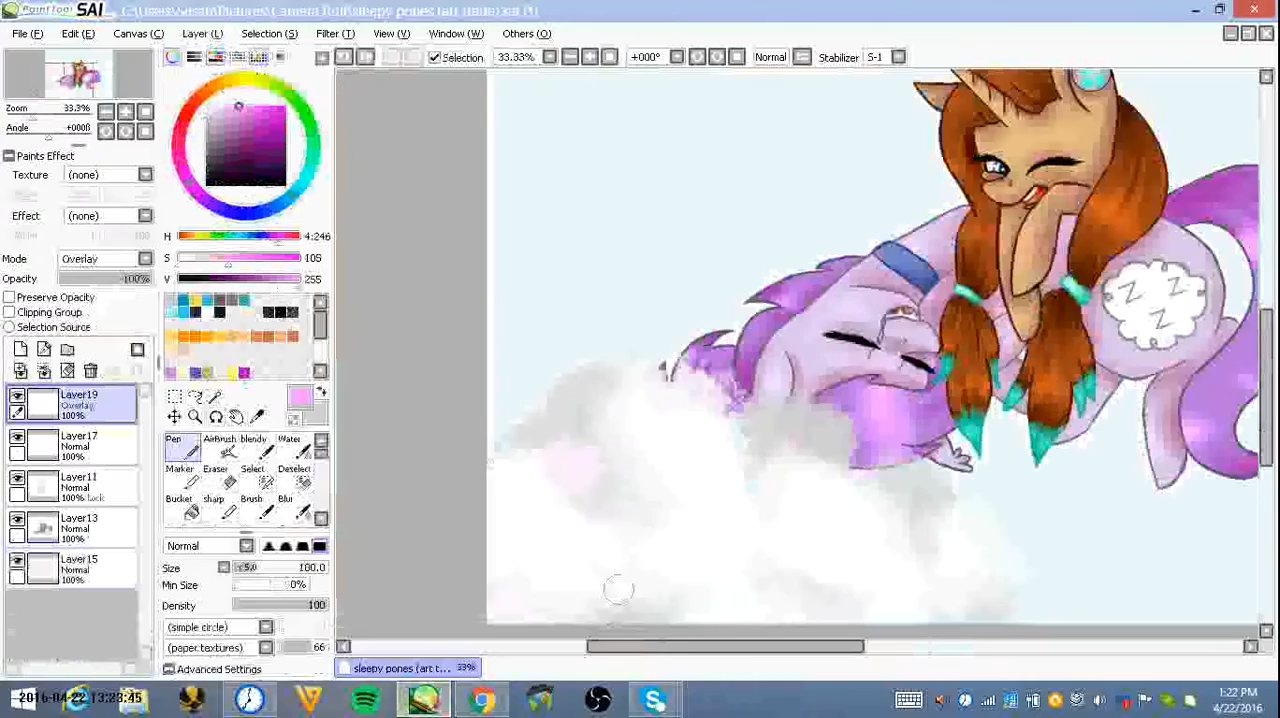 PaintTool SAI
File (F) Edit (E) Canvas (C) Layer (L) Selection (S) Filter (T) View (V) Window (W) Others (O)
Selection 33.33% +000° Normal Stabilizer S-1
Zoom 33.3%
Angle +000θ
Paints Effect
Texture (none)
Effect (none)
Mode Overlay
Opacity 100%
Preserve Opacity
Clipping Group
Selection Source
Layer19
Overlay
100%
Layer17
Normal
100%
Layer11
Normal
100% Lock
Layer13
Normal
100%
Layer15
Normal
100%
H
S 105
V 255
Pen AirBrush blendy Water
Marker Eraser Select Deselect
Bucket sharp Brush Blur
Normal
Size 180.0
Min Size 0%
Density 100
(simple circle)
(paper textures) 66
Advanced Settings
Z
Z
sleepy pones (art t... 33%
2016-04-22 13:23:45
1:22 PM
4/22/2016